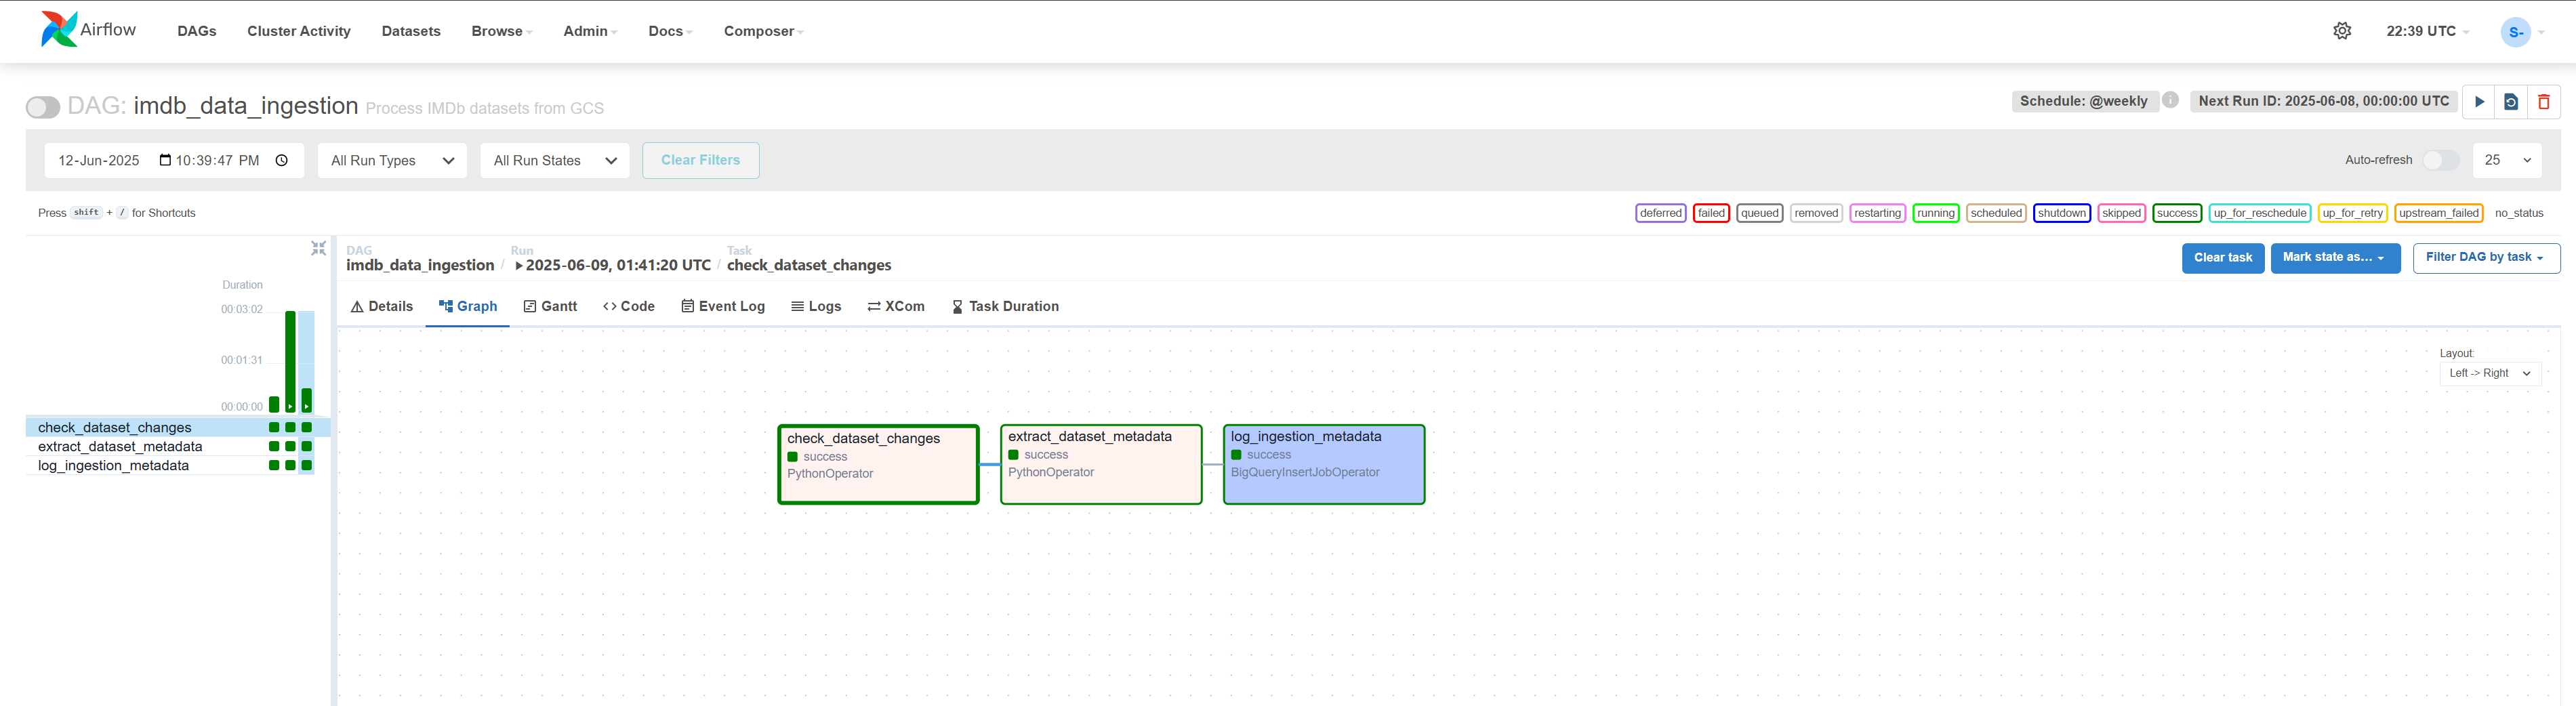 Airflow DAGs Cluster Activity Datasets Browse Admin Docs Composer 22:39 UTC S-
DAG: imdb_data_ingestion Process IMDb datasets from GCS Schedule: @weekly i Next Run ID: 2025-06-08, 00:00:00 UTC
12-Jun-2025 10:39:47 PM All Run Types All Run States Clear Filters Auto-refresh 25
Press shift + / for Shortcuts deferred failed queued removed restarting running scheduled shutdown skipped success up_for_reschedule up_for_retry upstream_failed no_status
DAG Run Task
imdb_data_ingestion / 2025-06-09, 01:41:20 UTC / check_dataset_changes Clear task Mark state as... Filter DAG by task
Duration
00:03:02
00:01:31
00:00:00
check_dataset_changes
extract_dataset_metadata
log_ingestion_metadata
Details Graph Gantt Code Event Log Logs XCom Task Duration
Layout:
Left -> Right
check_dataset_changes
success
PythonOperator
extract_dataset_metadata
success
PythonOperator
log_ingestion_metadata
success
BigQueryInsertJobOperator